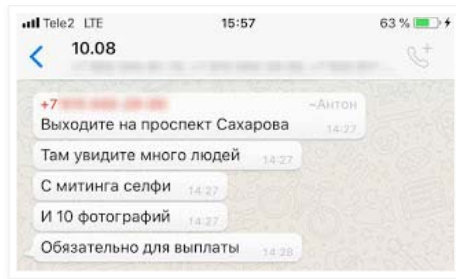 Tele2 LTE 15:57 63 %
10.08
+7
~Антон
Выходите на проспект Сахарова 14:27
Там увидите много людей 14:27
С митинга селфи 14:27
И 10 фотографий 14:27
Обязательно для выплаты 14:28